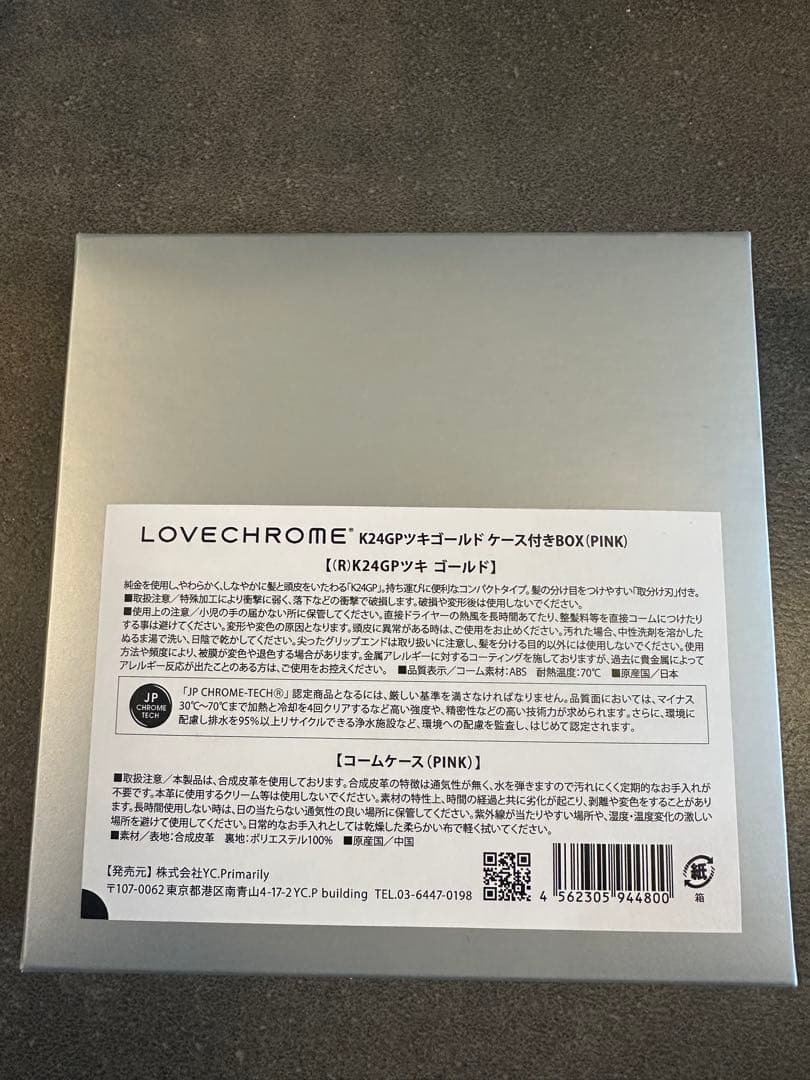 LOVECHROME® K24GPツキゴールド ケース付きBOX(PINK)
【(R)K24GPツキ ゴールド】
純金を使用し、やわらかく、しなやかに髪と頭皮をいたわる「K24GP」。持ち運びに便利なコンパクトタイプ。髪の分け目をつけやすい「取分け刃」付き。
■取扱注意／特殊加工により衝撃に弱く、落下などの衝撃で破損します。破損や変形後は使用しないでください。
■使用上の注意／小児の手の届かない所に保管してください。直接ドライヤーの熱風を長時間あてたり、整髪料等を直接コームにつけたり
する事は避けてください。変形や変色の原因となります。頭皮に異常がある時は、ご使用をお止めください。汚れた場合、中性洗剤を溶かした
ぬるま湯で洗い、日陰で乾かしてください。尖ったグリップエンドは取り扱いに注意し、髪を分ける目的以外には使用しないでください。使用
方法や頻度により、被膜が変色や退色する場合があります。金属アレルギーに対するコーティングを施しておりますが、過去に貴金属によって
アレルギー反応が出たことのある方は、ご使用をお控えください。 ■品質表示／コーム素材:ABS 耐熱温度:70℃ ■原産国／日本
JP
CHROME
TECH
「JP CHROME-TECH®」認定商品となるには、厳しい基準を満さなければなりません。品質面においては、マイナス
30℃〜70℃まで加熱と冷却を4回クリアするなど高い強度や、精密性などの高い技術力が求められます。さらに、環境に
配慮し排水を95%以上リサイクルできる浄水施設など、環境への配慮を監査し、はじめて認定されます。
【コームケース(PINK)】
■取扱注意／本製品は、合成皮革を使用しております。合成皮革の特徴は通気性が無く、水を弾きますので汚れにくく定期的なお手入れが
不要です。本革に使用するクリーム等は使用しないでください。素材の特性上、時間の経過と共に劣化が起こり、剥離や変色をすることがあり
ます。長時間使用しない時は、日の当たらない通気性の良い場所に保管してください。紫外線が当たりやすい場所や、湿度・温度変化の激しい
場所を避けて使用してください。日常的なお手入れとしては乾燥した柔らかい布で軽く拭いてください。
■素材／表地:合成皮革 裏地:ポリエステル100% ■原産国／中国
【発売元】 株式会社YC.Primarily
〒107-0062 東京都港区南青山4-17-2 YC.P building TEL.03-6447-0198
4 562305 944800
紙
箱